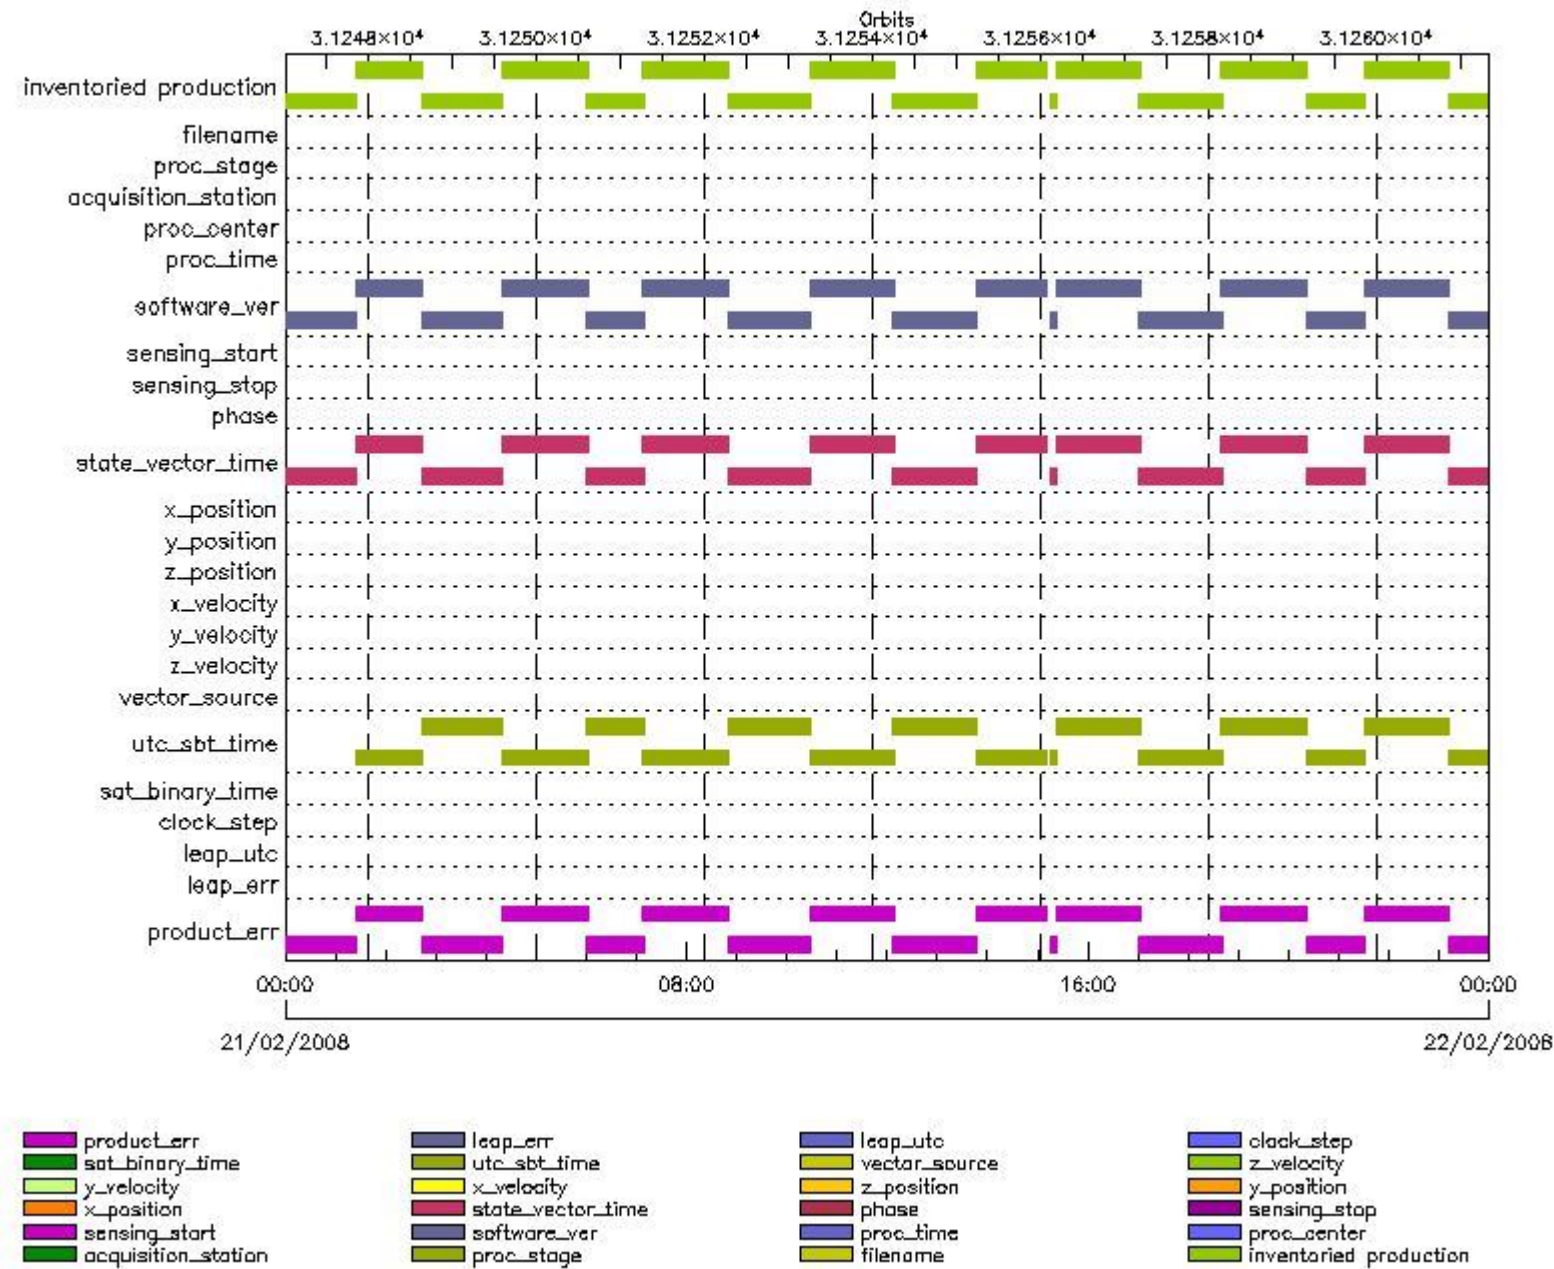 Orbits
3.1248×10⁴ 3.1250×10⁴ 3.1252×10⁴ 3.1254×10⁴ 3.1256×10⁴ 3.1258×10⁴ 3.1260×10⁴
inventoried production
filename
proc_stage
acquisition_station
proc_center
proc_time
software_ver
sensing_start
sensing_stop
phase
state_vector_time
x_position
y_position
z_position
x_velocity
y_velocity
z_velocity
vector_source
utc_sbt_time
sat_binary_time
clock_step
leap_utc
leap_err
product_err
00:00 08:00 16:00 00:00
21/02/2008 22/02/2008
product_err leap_err leap_utc clock_step
sat_binary_time utc_sbt_time vector_source z_velocity
y_velocity x_velocity z_position y_position
x_position state_vector_time phase sensing_stop
sensing_start software_ver proc_time proc_center
acquisition_station proc_stage filename inventoried production